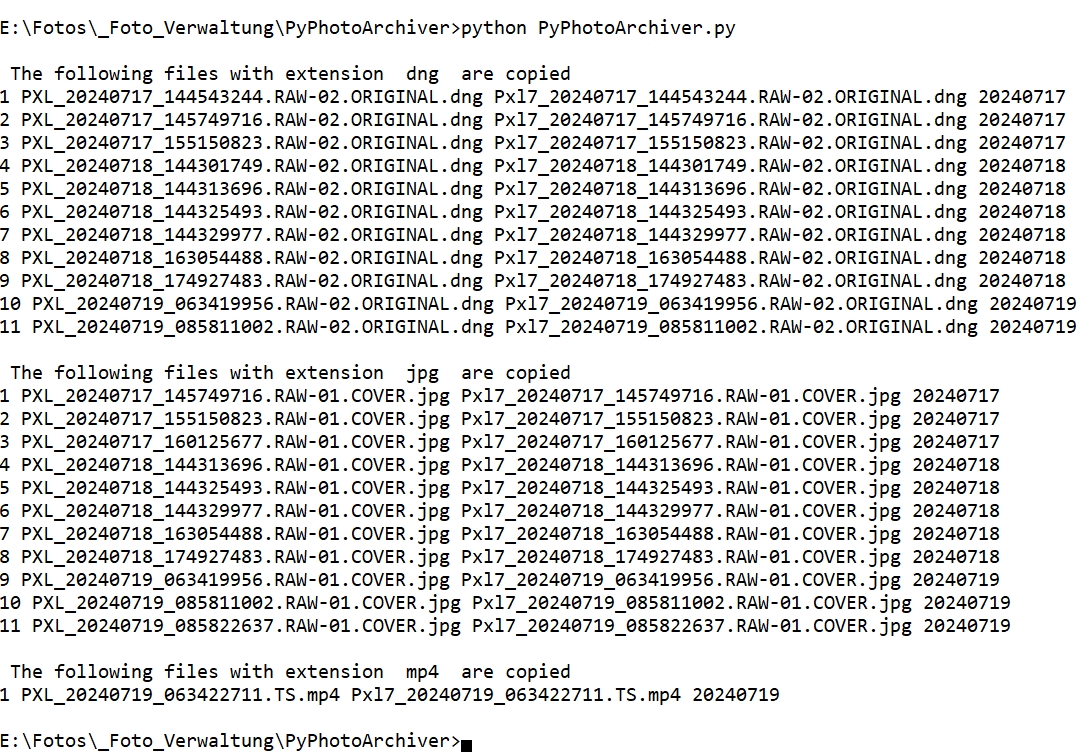 E:\Fotos\_Foto_Verwaltung\PyPhotoArchiver>python PyPhotoArchiver.py
The following files with extension  dng  are copied
1 PXL_20240717_144543244.RAW-02.ORIGINAL.dng Pxl7_20240717_144543244.RAW-02.ORIGINAL.dng 20240717
2 PXL_20240717_145749716.RAW-02.ORIGINAL.dng Pxl7_20240717_145749716.RAW-02.ORIGINAL.dng 20240717
3 PXL_20240717_155150823.RAW-02.ORIGINAL.dng Pxl7_20240717_155150823.RAW-02.ORIGINAL.dng 20240717
4 PXL_20240718_144301749.RAW-02.ORIGINAL.dng Pxl7_20240718_144301749.RAW-02.ORIGINAL.dng 20240718
5 PXL_20240718_144313696.RAW-02.ORIGINAL.dng Pxl7_20240718_144313696.RAW-02.ORIGINAL.dng 20240718
6 PXL_20240718_144325493.RAW-02.ORIGINAL.dng Pxl7_20240718_144325493.RAW-02.ORIGINAL.dng 20240718
7 PXL_20240718_144329977.RAW-02.ORIGINAL.dng Pxl7_20240718_144329977.RAW-02.ORIGINAL.dng 20240718
8 PXL_20240718_163054488.RAW-02.ORIGINAL.dng Pxl7_20240718_163054488.RAW-02.ORIGINAL.dng 20240718
9 PXL_20240718_174927483.RAW-02.ORIGINAL.dng Pxl7_20240718_174927483.RAW-02.ORIGINAL.dng 20240718
10 PXL_20240719_063419956.RAW-02.ORIGINAL.dng Pxl7_20240719_063419956.RAW-02.ORIGINAL.dng 20240719
11 PXL_20240719_085811002.RAW-02.ORIGINAL.dng Pxl7_20240719_085811002.RAW-02.ORIGINAL.dng 20240719
The following files with extension  jpg  are copied
1 PXL_20240717_145749716.RAW-01.COVER.jpg Pxl7_20240717_145749716.RAW-01.COVER.jpg 20240717
2 PXL_20240717_155150823.RAW-01.COVER.jpg Pxl7_20240717_155150823.RAW-01.COVER.jpg 20240717
3 PXL_20240717_160125677.RAW-01.COVER.jpg Pxl7_20240717_160125677.RAW-01.COVER.jpg 20240717
4 PXL_20240718_144313696.RAW-01.COVER.jpg Pxl7_20240718_144313696.RAW-01.COVER.jpg 20240718
5 PXL_20240718_144325493.RAW-01.COVER.jpg Pxl7_20240718_144325493.RAW-01.COVER.jpg 20240718
6 PXL_20240718_144329977.RAW-01.COVER.jpg Pxl7_20240718_144329977.RAW-01.COVER.jpg 20240718
7 PXL_20240718_163054488.RAW-01.COVER.jpg Pxl7_20240718_163054488.RAW-01.COVER.jpg 20240718
8 PXL_20240718_174927483.RAW-01.COVER.jpg Pxl7_20240718_174927483.RAW-01.COVER.jpg 20240718
9 PXL_20240719_063419956.RAW-01.COVER.jpg Pxl7_20240719_063419956.RAW-01.COVER.jpg 20240719
10 PXL_20240719_085811002.RAW-01.COVER.jpg Pxl7_20240719_085811002.RAW-01.COVER.jpg 20240719
11 PXL_20240719_085822637.RAW-01.COVER.jpg Pxl7_20240719_085822637.RAW-01.COVER.jpg 20240719
The following files with extension  mp4  are copied
1 PXL_20240719_063422711.TS.mp4 Pxl7_20240719_063422711.TS.mp4 20240719
E:\Fotos\_Foto_Verwaltung\PyPhotoArchiver>